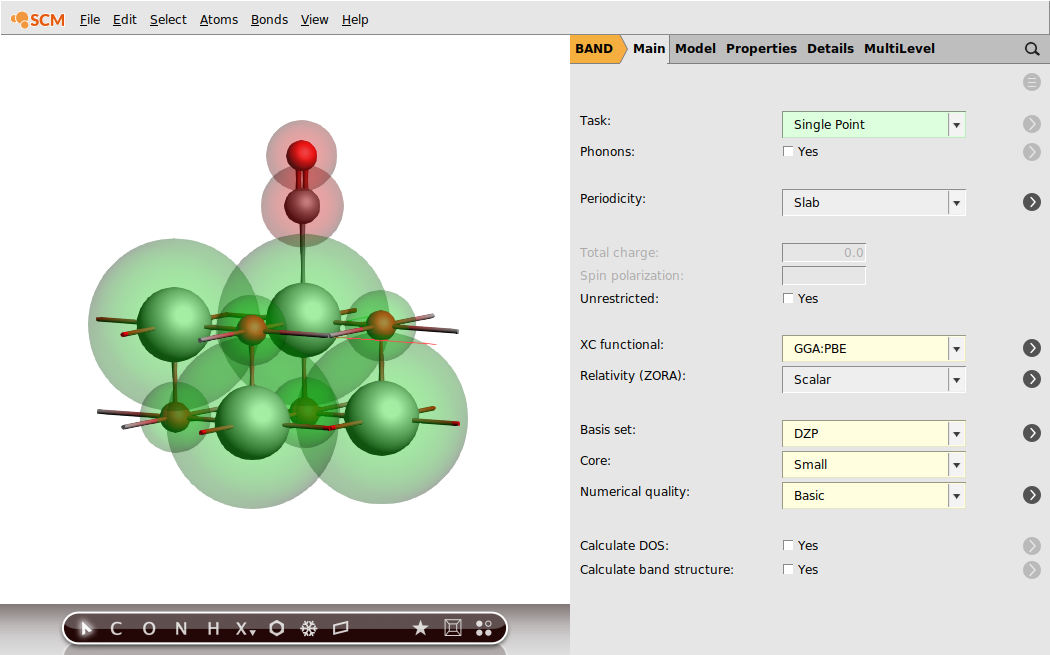 SCM File Edit Select Atoms Bonds View Help
BAND Main Model Properties Details MultiLevel
Task: Single Point
Phonons: Yes
Periodicity: Slab
Total charge: 0.0
Spin polarization:
Unrestricted: Yes
XC functional: GGA:PBE
Relativity (ZORA): Scalar
Basis set: DZP
Core: Small
Numerical quality: Basic
Calculate DOS: Yes
Calculate band structure: Yes
C O N H X